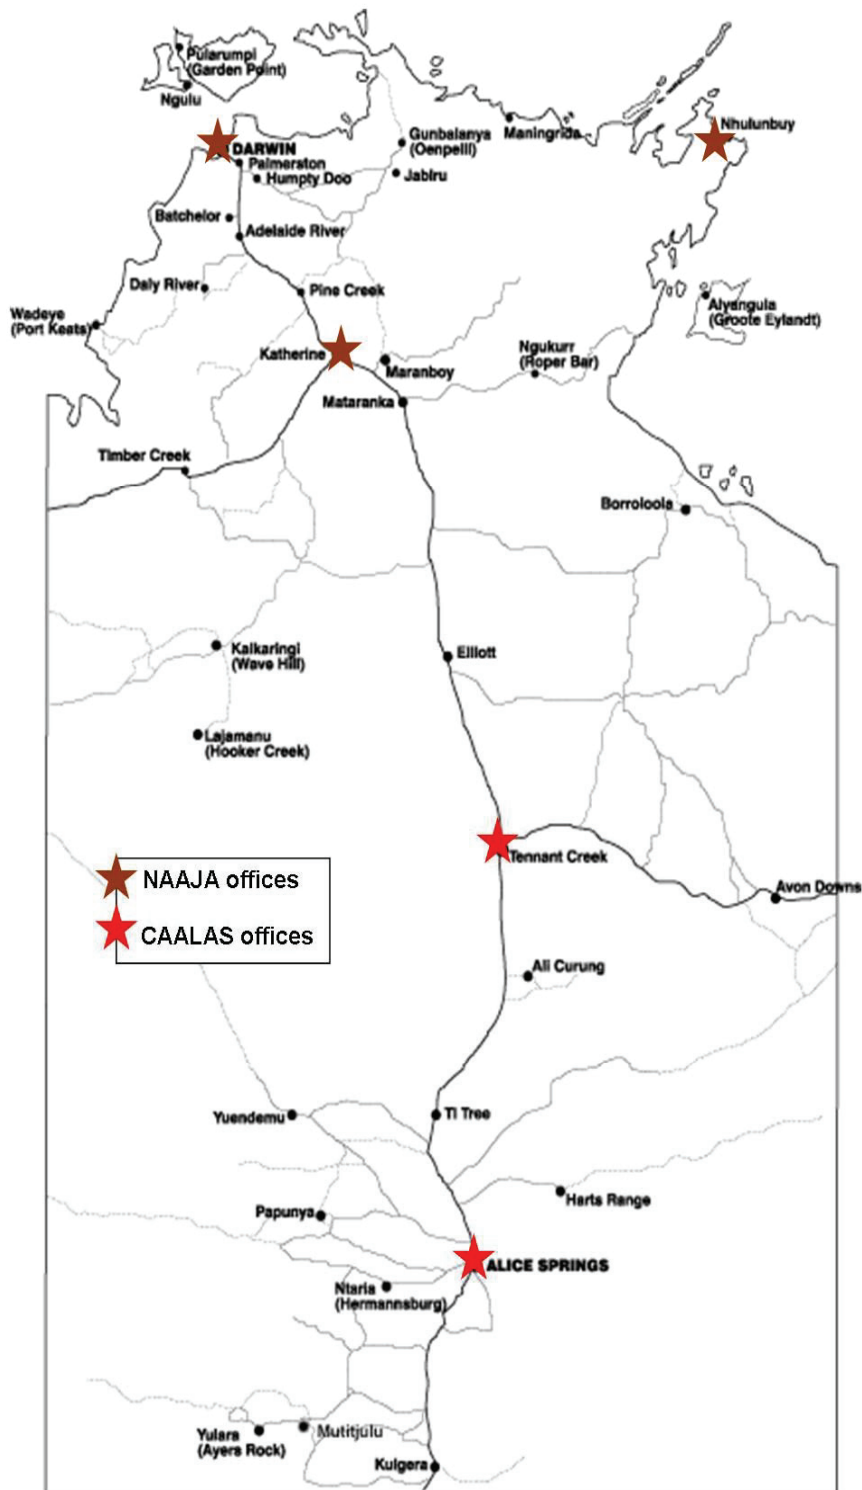 Pularumpi
(Garden Point)
Ngulu
DARWIN
Palmerston
Humpty Doo
Gunbalanya
(Oenpelli)
Jabiru
Maningrida
Nhulunbuy
Batchelor
Adelaide River
Daly River
Pine Creek
Wadeye
(Port Keats)
Alyangula
(Groote Eylandt)
Katherine
Maranboy
Ngukurr
(Roper Bar)
Mataranka
Timber Creek
Borroloola
Kalkaringi
(Wave Hill)
Elliott
Lajamanu
(Hooker Creek)
Tennant Creek
NAAJA offices
CAALAS offices
Avon Downs
Ali Curung
Yuendemu
Ti Tree
Harts Range
Papunya
ALICE SPRINGS
Ntaria
(Hermannsburg)
Yulara
(Ayers Rock)
Mutitjulu
Kulgera